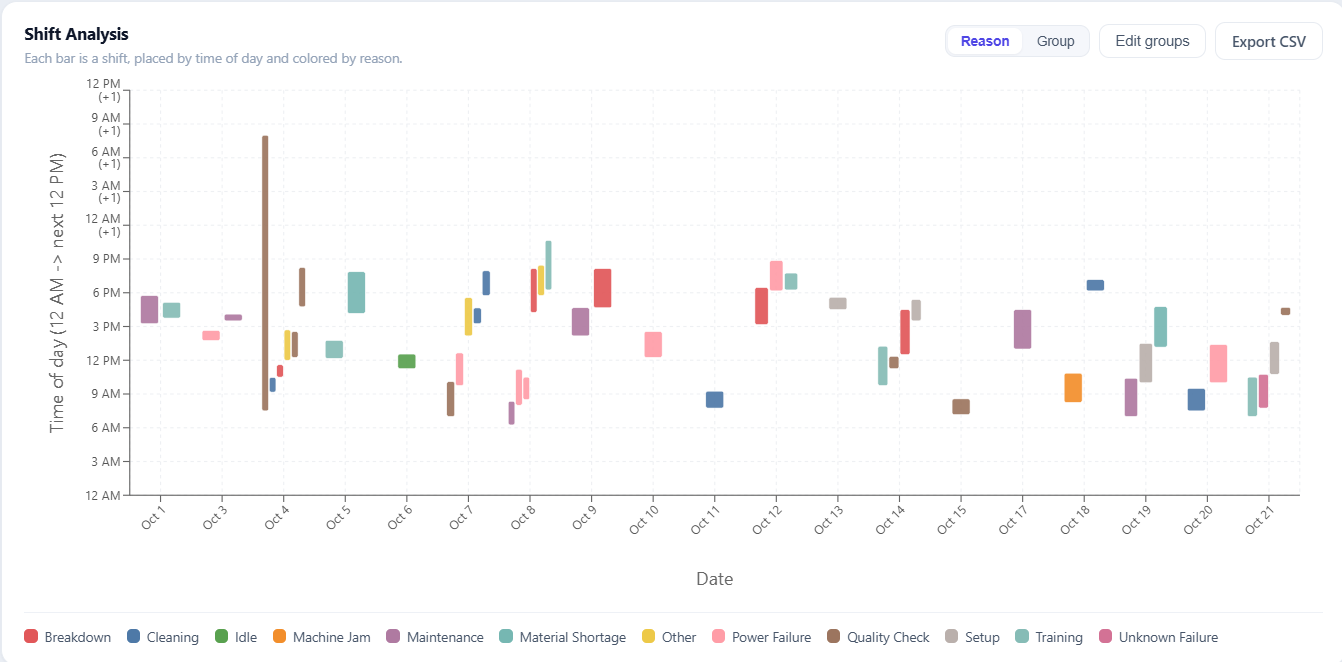 Shift Analysis
Each bar is a shift, placed by time of day and colored by reason.
Reason
Group
Edit groups
Export CSV
Time of day (12 AM -> next 12 PM)
12 PM
(+1)
9 AM
(+1)
6 AM
(+1)
3 AM
(+1)
12 AM
(+1)
9 PM
6 PM
3 PM
12 PM
9 AM
6 AM
3 AM
12 AM
Oct 1
Oct 3
Oct 4
Oct 5
Oct 6
Oct 7
Oct 8
Oct 9
Oct 10
Oct 11
Oct 12
Oct 13
Oct 14
Oct 15
Oct 17
Oct 18
Oct 19
Oct 20
Oct 21
Date
Breakdown
Cleaning
Idle
Machine Jam
Maintenance
Material Shortage
Other
Power Failure
Quality Check
Setup
Training
Unknown Failure